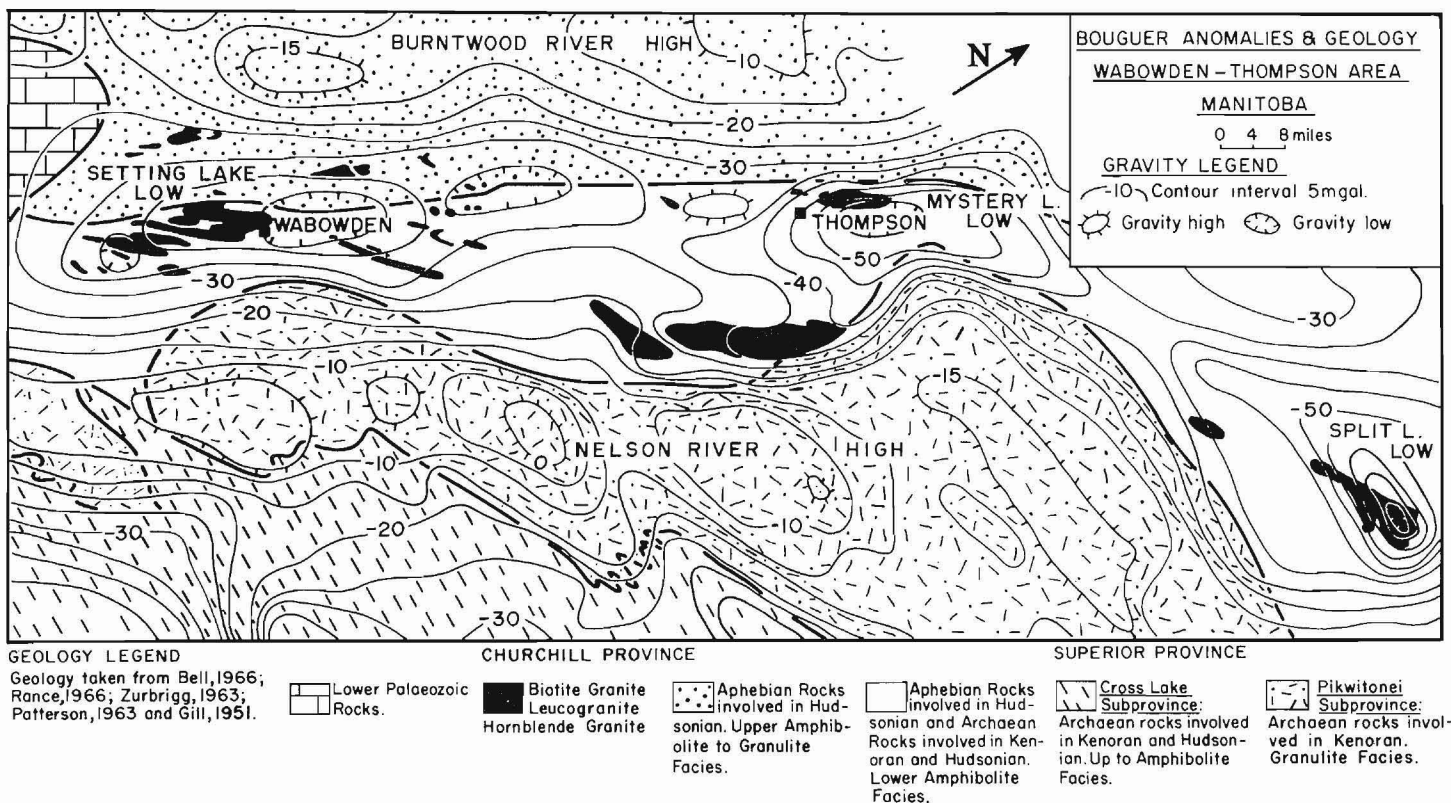 BOUGUER ANOMALIES & GEOLOGY
WABOWDEN-THOMPSON AREA
MANITOBA
0 4 8 miles
GRAVITY LEGEND
-10 Contour interval 5mgal.
Gravity high
Gravity low
N
-15
BURNTWOOD RIVER HIGH
-10
-20
-30
SETTING LAKE
LOW
WABOWDEN
THOMPSON
MYSTERY L.
LOW
-50
-40
-30
-30
-20
-10
-15
-50
SPLIT L.
LOW
NELSON RIVER HIGH
0
-10
-10
-20
-30
-30
GEOLOGY LEGEND
Geology taken from Bell,1966;
Rance,1966; Zurbrigg,1963;
Patterson,1963 and Gill,1951.
Lower Palaeozoic
Rocks.
CHURCHILL PROVINCE
Biotite Granite
Leucogranite
Hornblende Granite
Aphebian Rocks
involved in Hud-
sonian. Upper Amphib-
olite to Granulite
Facies.
Aphebian Rocks
involved in Hud-
sonian and Archaean
Rocks involved in Ken-
oran and Hudsonian.
Lower Amphibolite
Facies.
SUPERIOR PROVINCE
Cross Lake
Subprovince:
Archaean rocks involved
in Kenoran and Hudson-
ian. Up to Amphibolite
Facies.
Pikwitonei
Subprovince:
Archaean rocks invol-
ved in Kenoran.
Granulite Facies.